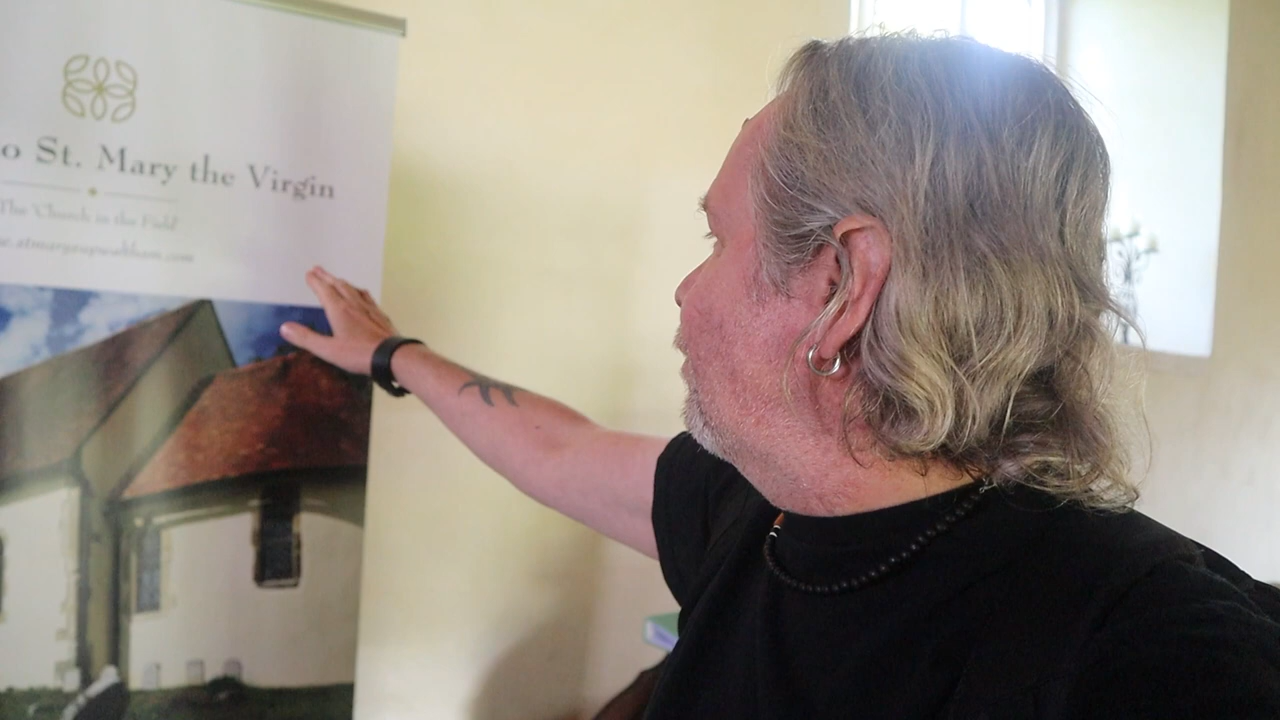 o St. Mary the Virgin
The 'Church in the Field'